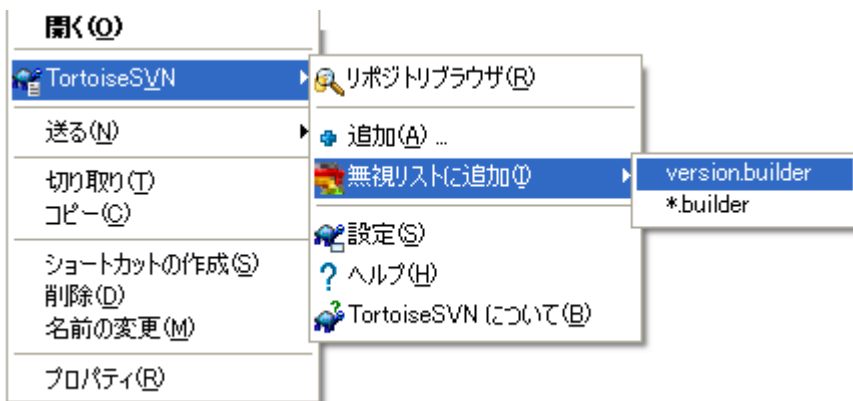 開く(O)
TortoiseSVN
送る(N)
切り取り(T)
コピー(C)
ショートカットの作成(S)
削除(D)
名前の変更(M)
プロパティ(R)
リポジトリブラウザ(R)
追加(A) ...
無視リストに追加(I)
設定(S)
ヘルプ(H)
TortoiseSVN について(B)
version.builder
*.builder